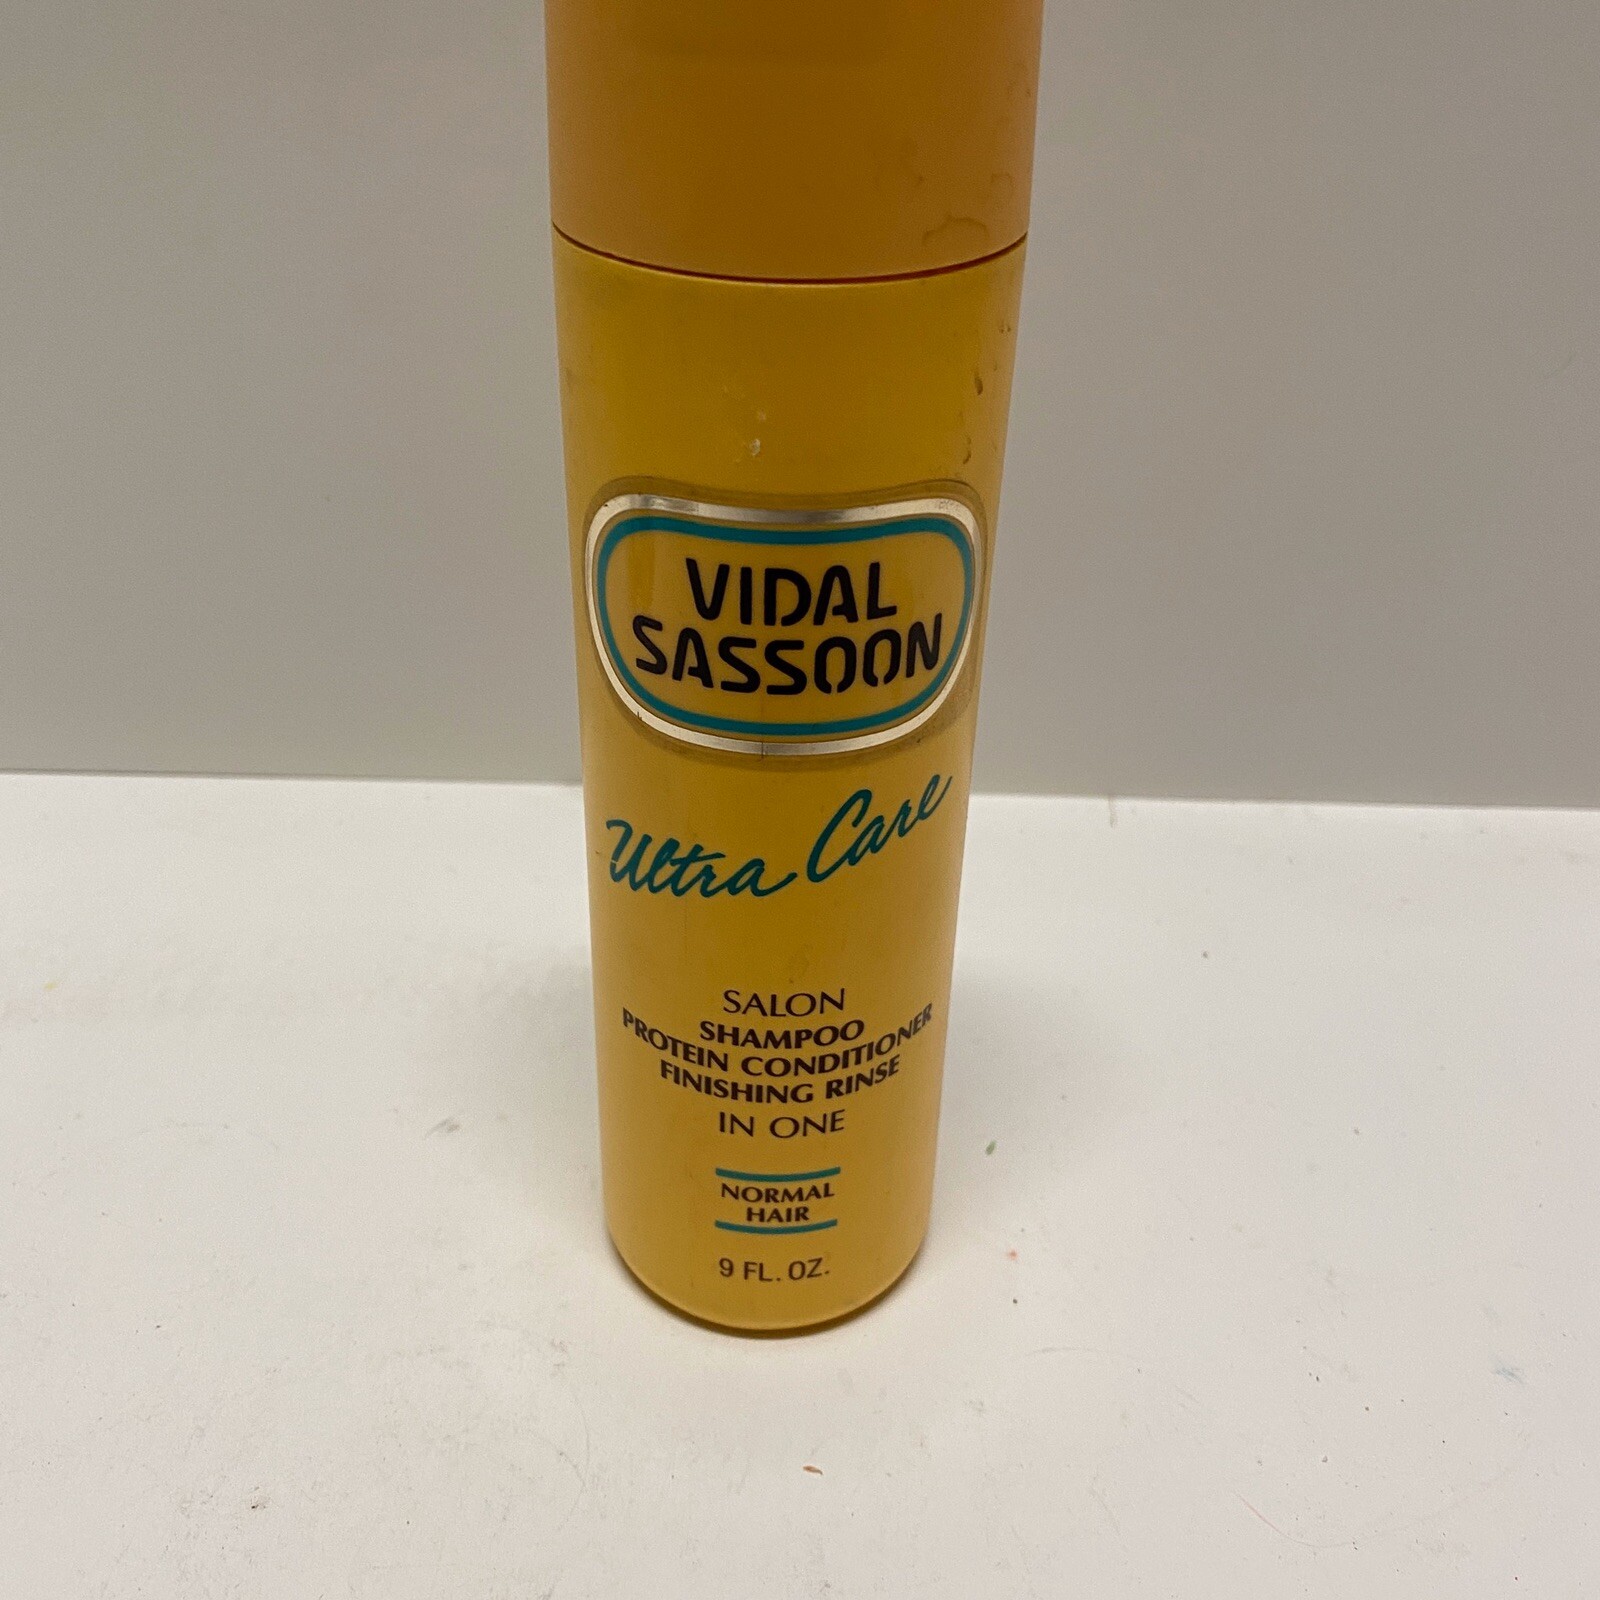 VIDAL
SASSOON
Ultra Care
SALON
SHAMPOO
PROTEIN CONDITIONER
FINISHING RINSE
IN ONE
NORMAL
HAIR
9 FL. OZ.